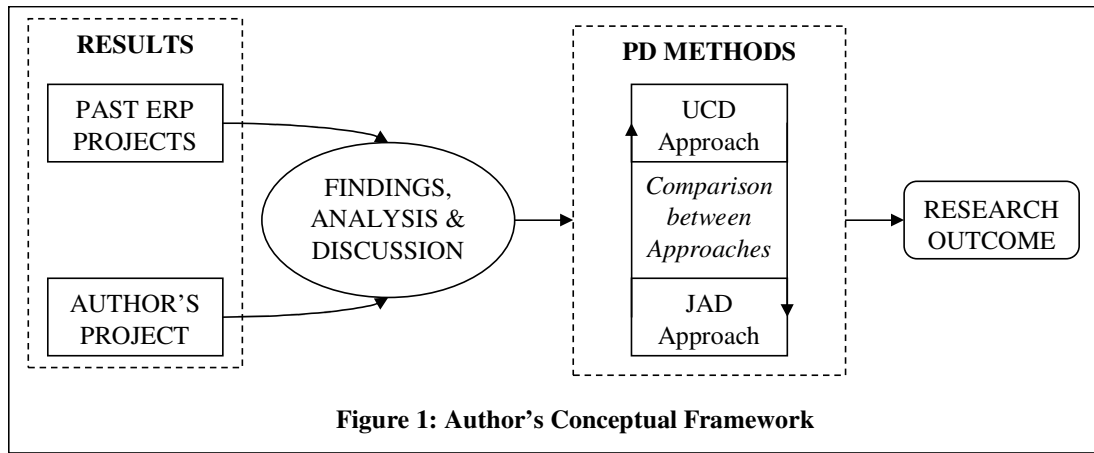 RESULTS
PAST ERP
PROJECTS
AUTHOR'S
PROJECT
FINDINGS,
ANALYSIS &
DISCUSSION
PD METHODS
UCD
Approach
Comparison
between
Approaches
JAD
Approach
RESEARCH
OUTCOME
Figure 1: Author's Conceptual Framework